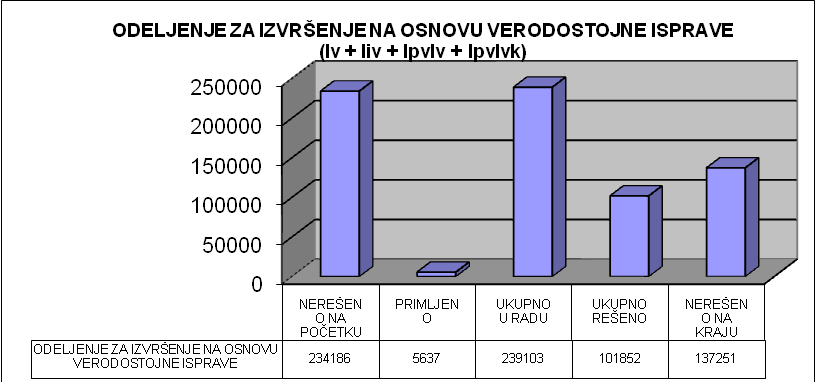 ODELJENJE ZA IZVRŠENJE NA OSNOVU VERODOSTOJNE ISPRAVE
(Iv + Iiv + Ipvlv + Ipvlvk)
250000
200000
150000
100000
50000
0
NEREŠEN
O NA
POČETKU
PRIMLJEN
O
UKUPNO
U RADU
UKUPNO
REŠENO
NEREŠEN
O NA
KRAJU
ODELJENJE ZA IZVRŠENJE NA OSNOVU
VERODOSTOJNE ISPRAVE
234186
5637
239103
101852
137251